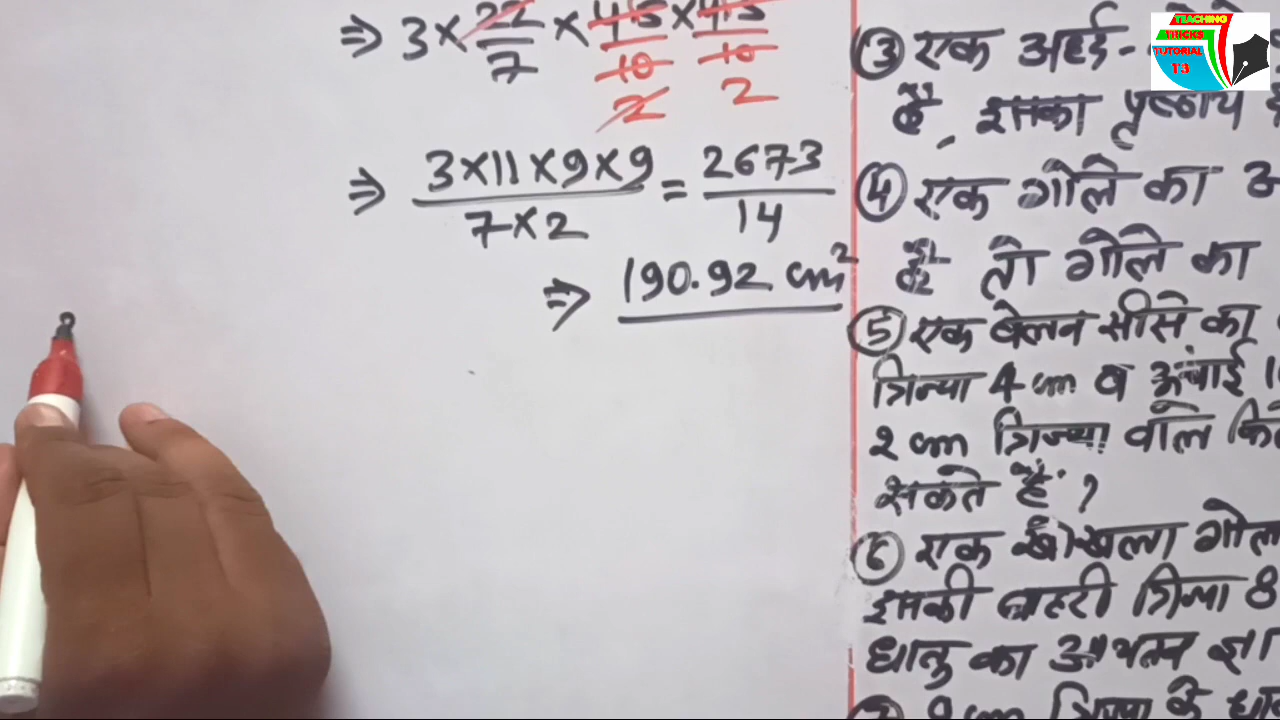 ⇒ 3 × 22/7 × 45/10 × 45/10
2 2
⇒ 3×11×9×9 / 7×2 = 2673 / 14
⇒ 190.92 cm²
③ एक अर्द्ध-
है, इसका पृष्ठीय
④ एक गोले का
है तो गोले का
⑤ एक बेलन सीसे का
त्रिज्या 4 cm व ऊंचाई
2 cm त्रिज्या वाले
सकते हैं ?
⑥ एक खोखला
इसकी बाहरी त्रिज्या 8
धातु का आयतन
त्रिज्या के
TEACHING
TRICKS
TUTORIAL
T3